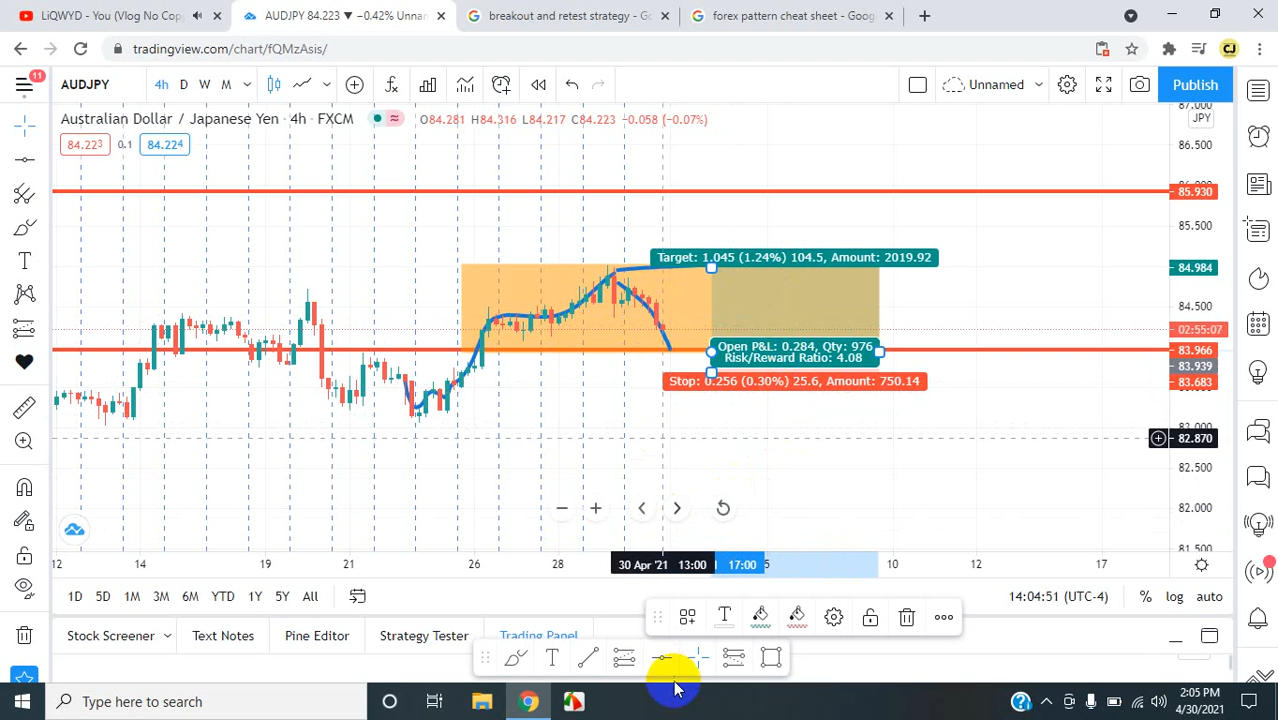 LiQWYD - You (Vlog No Copy
AUDJPY 84.223 ▼ −0.42% Unnan
breakout and retest strategy - Goo
forex pattern cheat sheet - Goog
tradingview.com/chart/fQMzAsis/
CJ
11
AUDJPY
4h
D
W
M
Unnamed
Publish
Australian Dollar / Japanese Yen · 4h · FXCM
O84.281 H84.316 L84.217 C84.223 −0.058 (−0.07%)
84.223
0.1
84.224
87.000
JPY
86.500
85.930
85.500
Target: 1.045 (1.24%) 104.5, Amount: 2019.92
84.984
84.500
02:55:07
Open P&L: 0.284, Qty: 976
Risk/Reward Ratio: 4.08
83.966
83.939
Stop: 0.256 (0.30%) 25.6, Amount: 750.14
83.683
82.870
82.500
82.000
81.500
12
14
19
21
26
28
30 Apr '21 13:00
17:00
5
10
17
1D 5D 1M 3M 6M YTD 1Y 5Y All
14:04:51 (UTC-4)
%
log
auto
Stock Screener
Text Notes
Pine Editor
Strategy Tester
Trading Panel
Type here to search
2:05 PM
4/30/2021